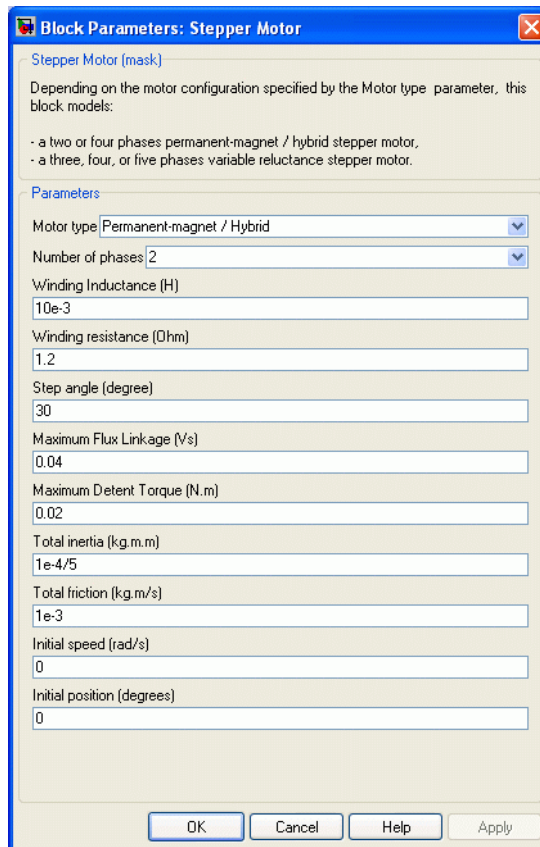 Block Parameters: Stepper Motor
Stepper Motor (mask)
Depending on the motor configuration specified by the Motor type parameter, this
block models:
- a two or four phases permanent-magnet / hybrid stepper motor,
- a three, four, or five phases variable reluctance stepper motor.
Parameters
Motor type Permanent-magnet / Hybrid
Number of phases 2
Winding Inductance (H)
10e-3
Winding resistance (Ohm)
1.2
Step angle (degree)
30
Maximum Flux Linkage (Vs)
0.04
Maximum Detent Torque (N.m)
0.02
Total inertia (kg.m.m)
1e-4/5
Total friction (kg.m/s)
1e-3
Initial speed (rad/s)
0
Initial position (degrees)
0
OK Cancel Help Apply